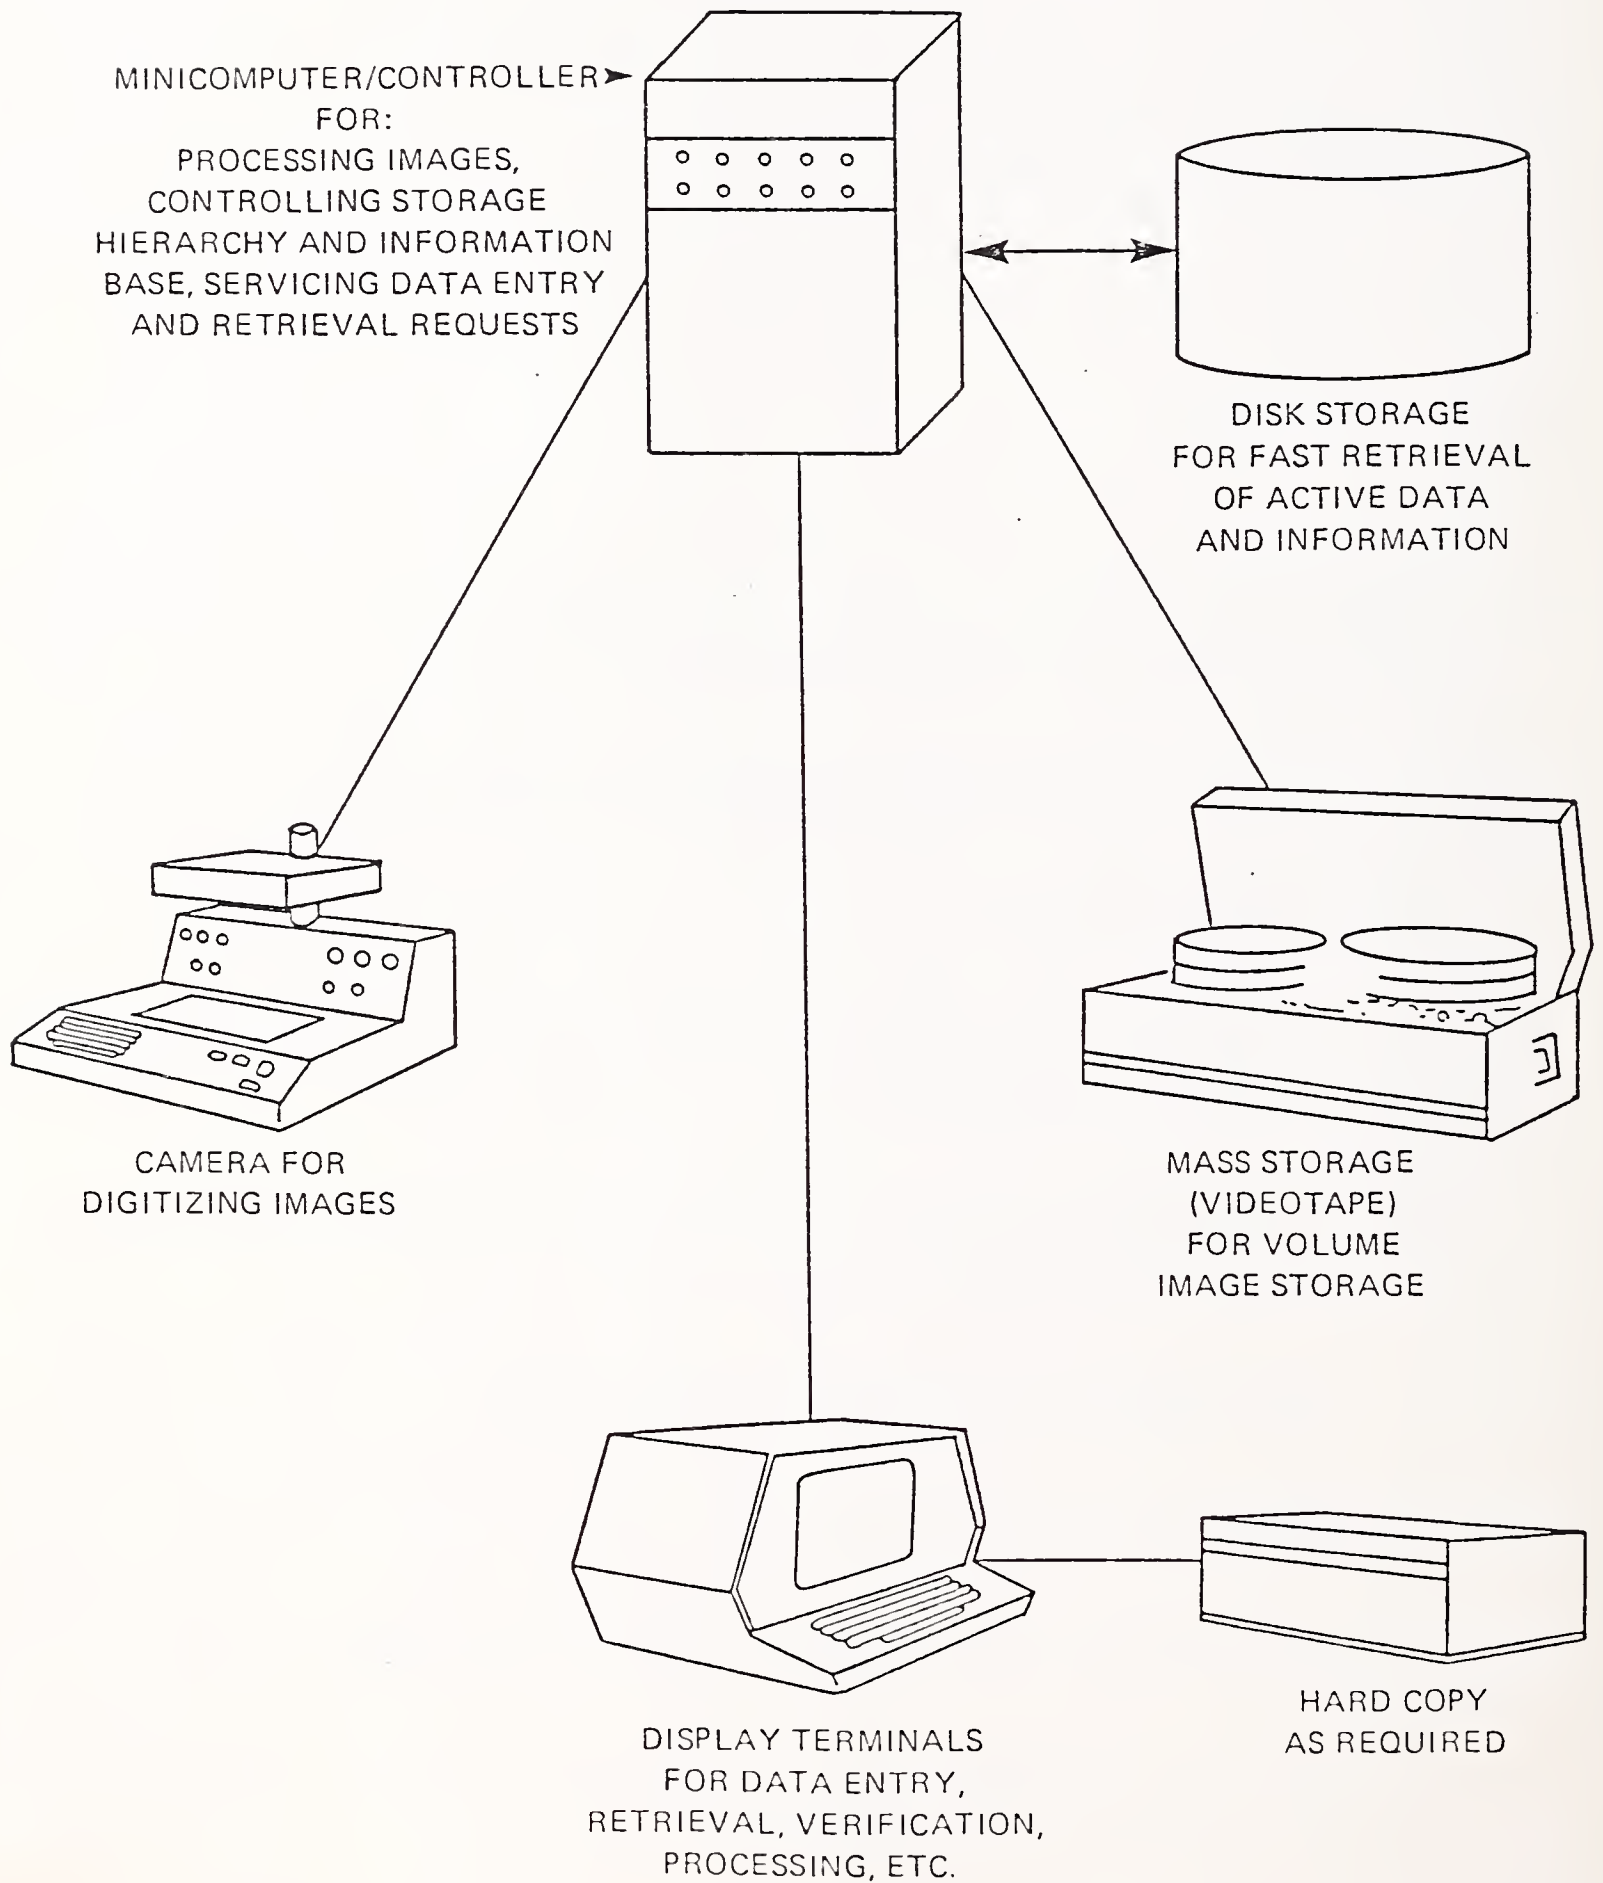 MINICOMPUTER/CONTROLLER
FOR:
PROCESSING IMAGES,
CONTROLLING STORAGE
HIERARCHY AND INFORMATION
BASE, SERVICING DATA ENTRY
AND RETRIEVAL REQUESTS
DISK STORAGE
FOR FAST RETRIEVAL
OF ACTIVE DATA
AND INFORMATION
CAMERA FOR
DIGITIZING IMAGES
MASS STORAGE
(VIDEOTAPE)
FOR VOLUME
IMAGE STORAGE
DISPLAY TERMINALS
FOR DATA ENTRY,
RETRIEVAL, VERIFICATION,
PROCESSING, ETC.
HARD COPY
AS REQUIRED